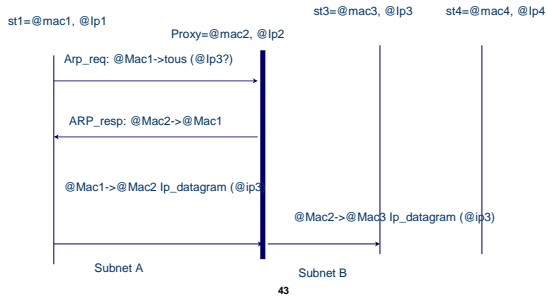 st1=@mac1, @Ip1
Proxy=@mac2, @Ip2
st3=@mac3, @Ip3
st4=@mac4, @Ip4
Arp_req: @Mac1->tous (@Ip3?)
ARP_resp: @Mac2->@Mac1
@Mac1->@Mac2 Ip_datagram (@ip3
@Mac2->@Mac3 Ip_datagram (@ip3)
Subnet A
Subnet B
43